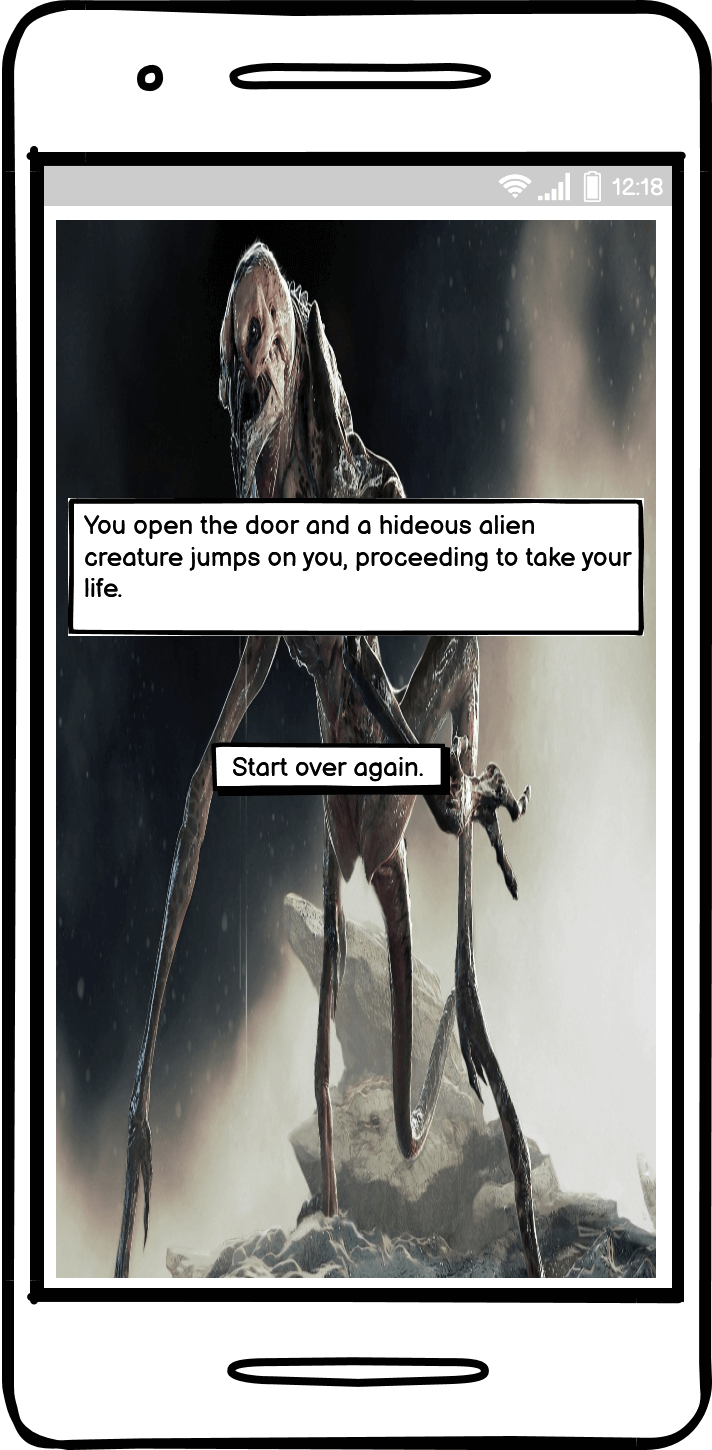 12:18
You open the door and a hideous alien
creature jumps on you, proceeding to take your
life.
Start over again.